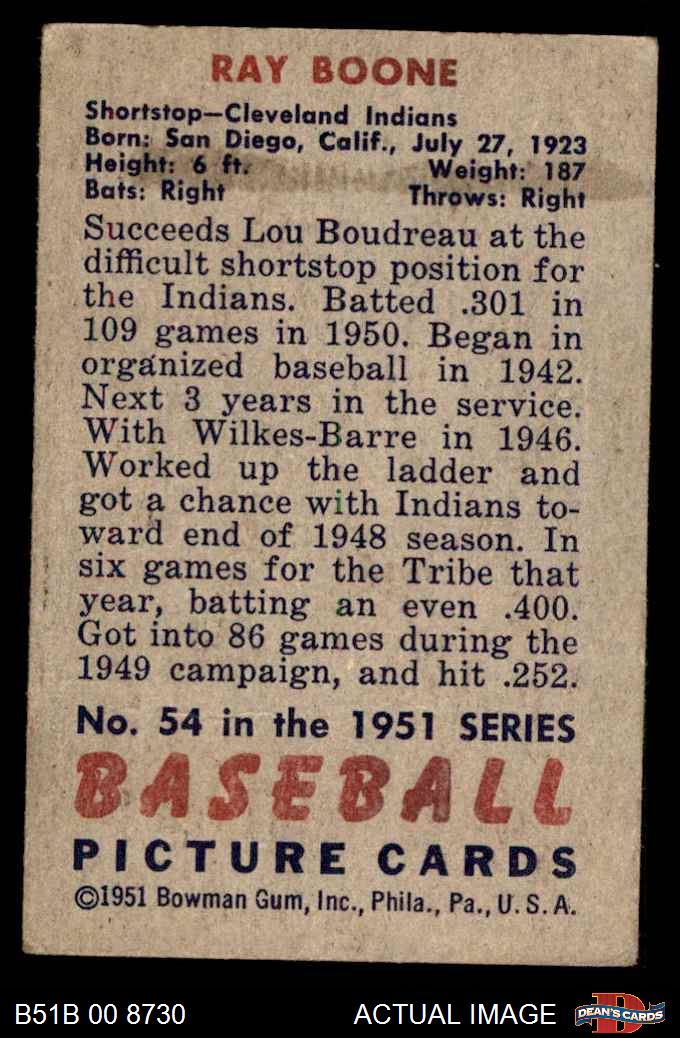 RAY BOONE
Shortstop—Cleveland Indians
Born: San Diego, Calif., July 27, 1923
Height: 6 ft. Weight: 187
Bats: Right Throws: Right
Succeeds Lou Boudreau at the
difficult shortstop position for
the Indians. Batted .301 in
109 games in 1950. Began in
organized baseball in 1942.
Next 3 years in the service.
With Wilkes-Barre in 1946.
Worked up the ladder and
got a chance with Indians to-
ward end of 1948 season. In
six games for the Tribe that
year, batting an even .400.
Got into 86 games during the
1949 campaign, and hit .252.
No. 54 in the 1951 SERIES
BASEBALL
PICTURE CARDS
©1951 Bowman Gum, Inc., Phila., Pa., U. S. A.
B51B 00 8730 ACTUAL IMAGE D DEAN'S CARDS